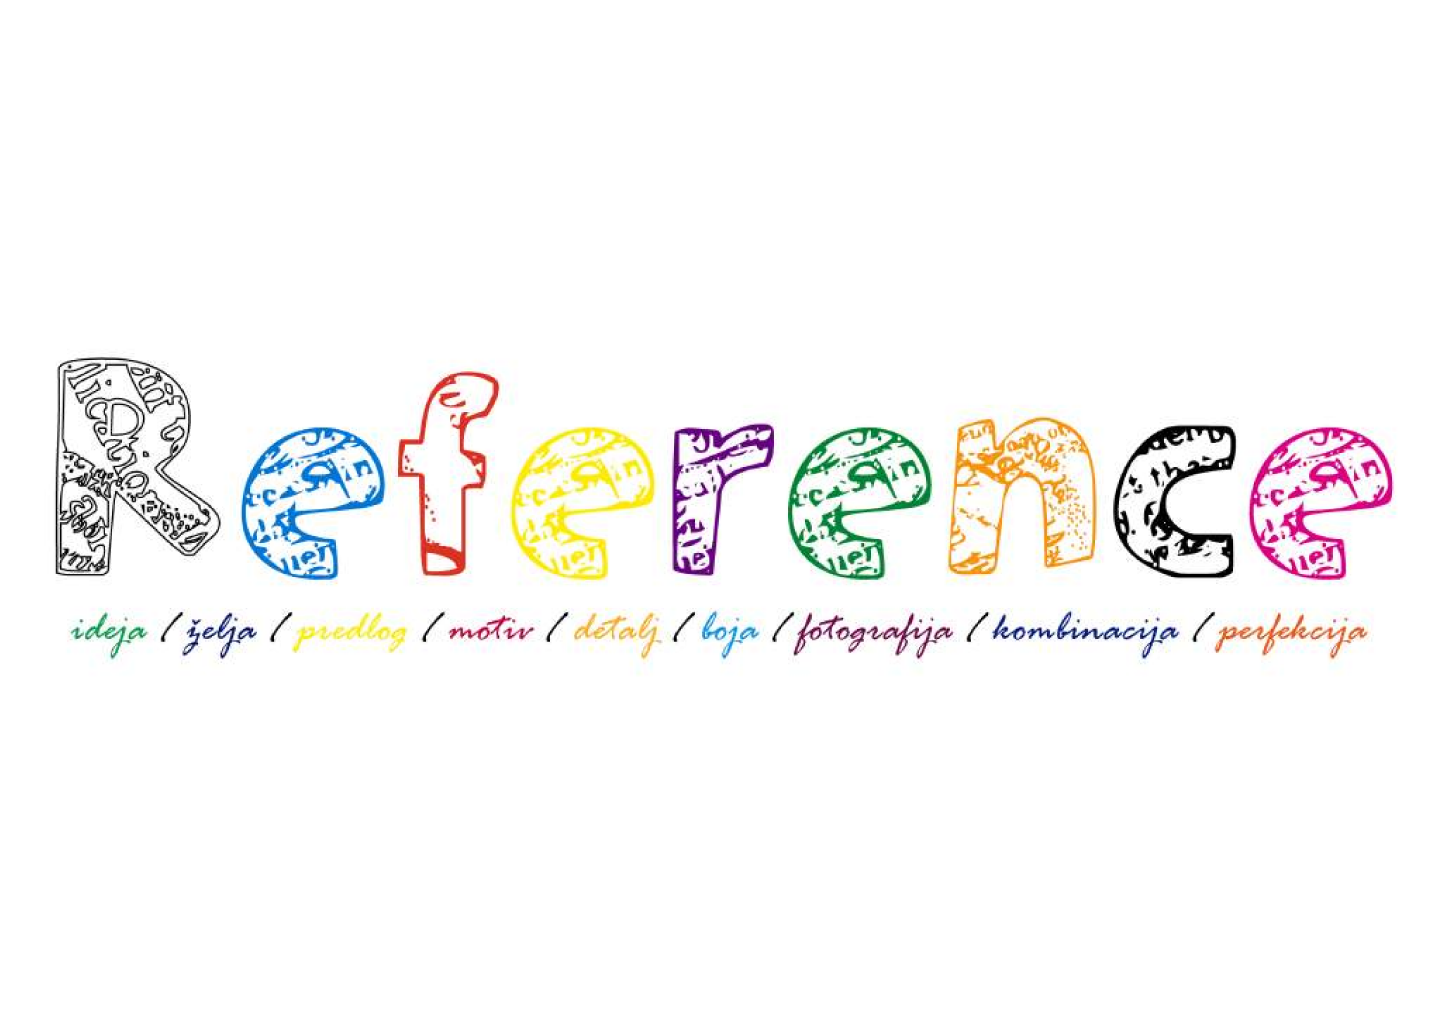 Reference
ideja / želja / predlog / motiv / detalj / boja / fotografija / kombinacija / perfekcija